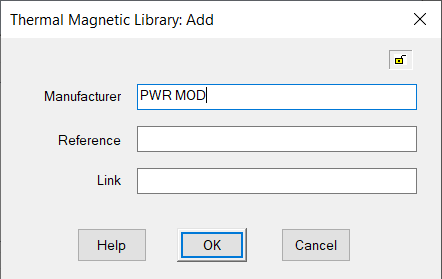 Thermal Magnetic Library: Add
Manufacturer PWR MOD
Reference
Link
Help OK Cancel